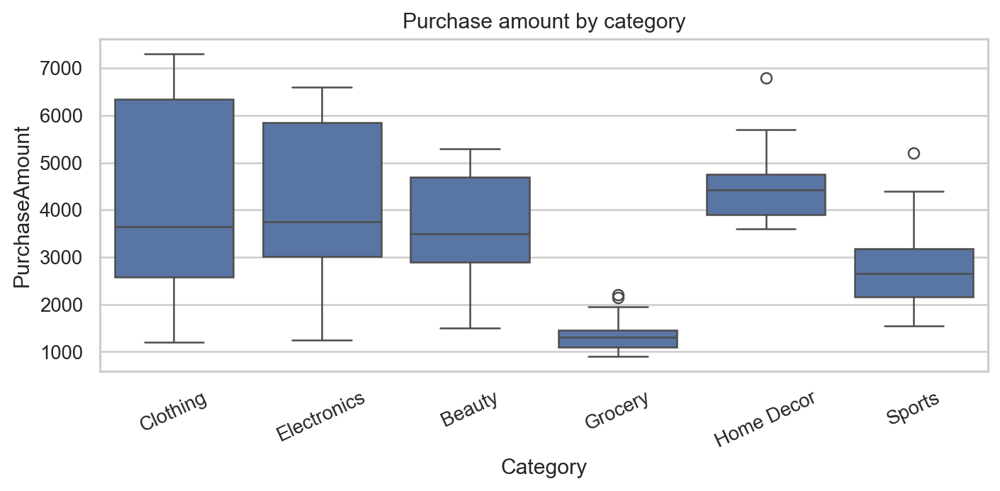 Purchase amount by category
PurchaseAmount
7000
6000
5000
4000
3000
2000
1000
Clothing
Electronics
Beauty
Grocery
Home Decor
Sports
Category